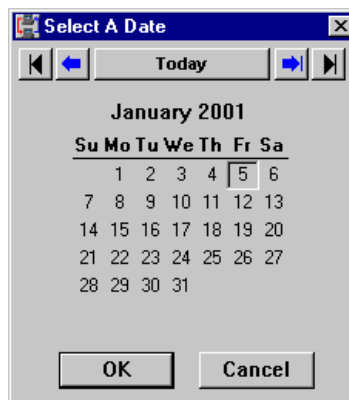 Select A Date
Today
January 2001
Su Mo Tu We Th Fr Sa
1 2 3 4 5 6
7 8 9 10 11 12 13
14 15 16 17 18 19 20
21 22 23 24 25 26 27
28 29 30 31
OK Cancel